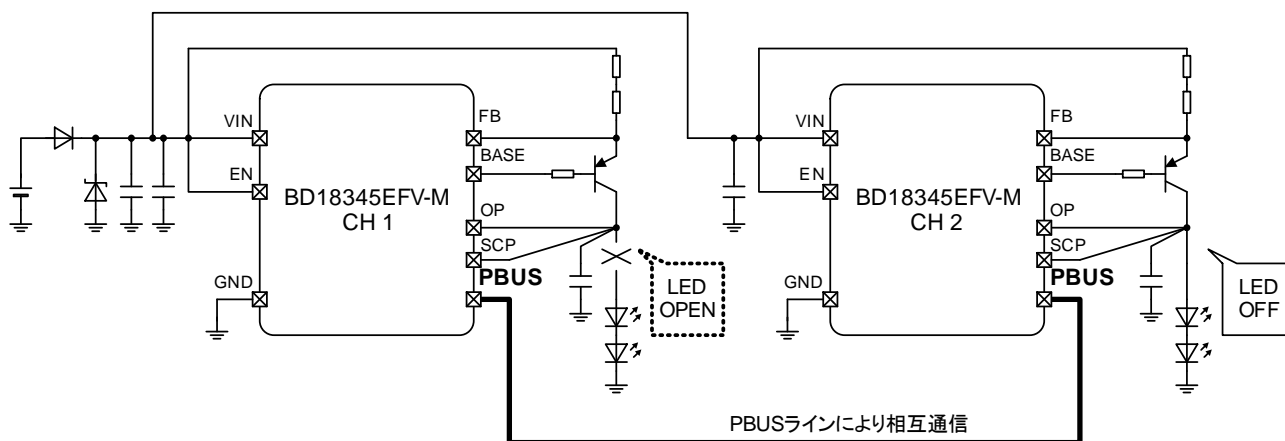 VIN
EN
GND
BD18345EFV-M
CH 1
FB
BASE
OP
SCP
PBUS
LED
OPEN
VIN
EN
GND
BD18345EFV-M
CH 2
FB
BASE
OP
SCP
PBUS
LED
OFF
PBUSラインにより相互通信